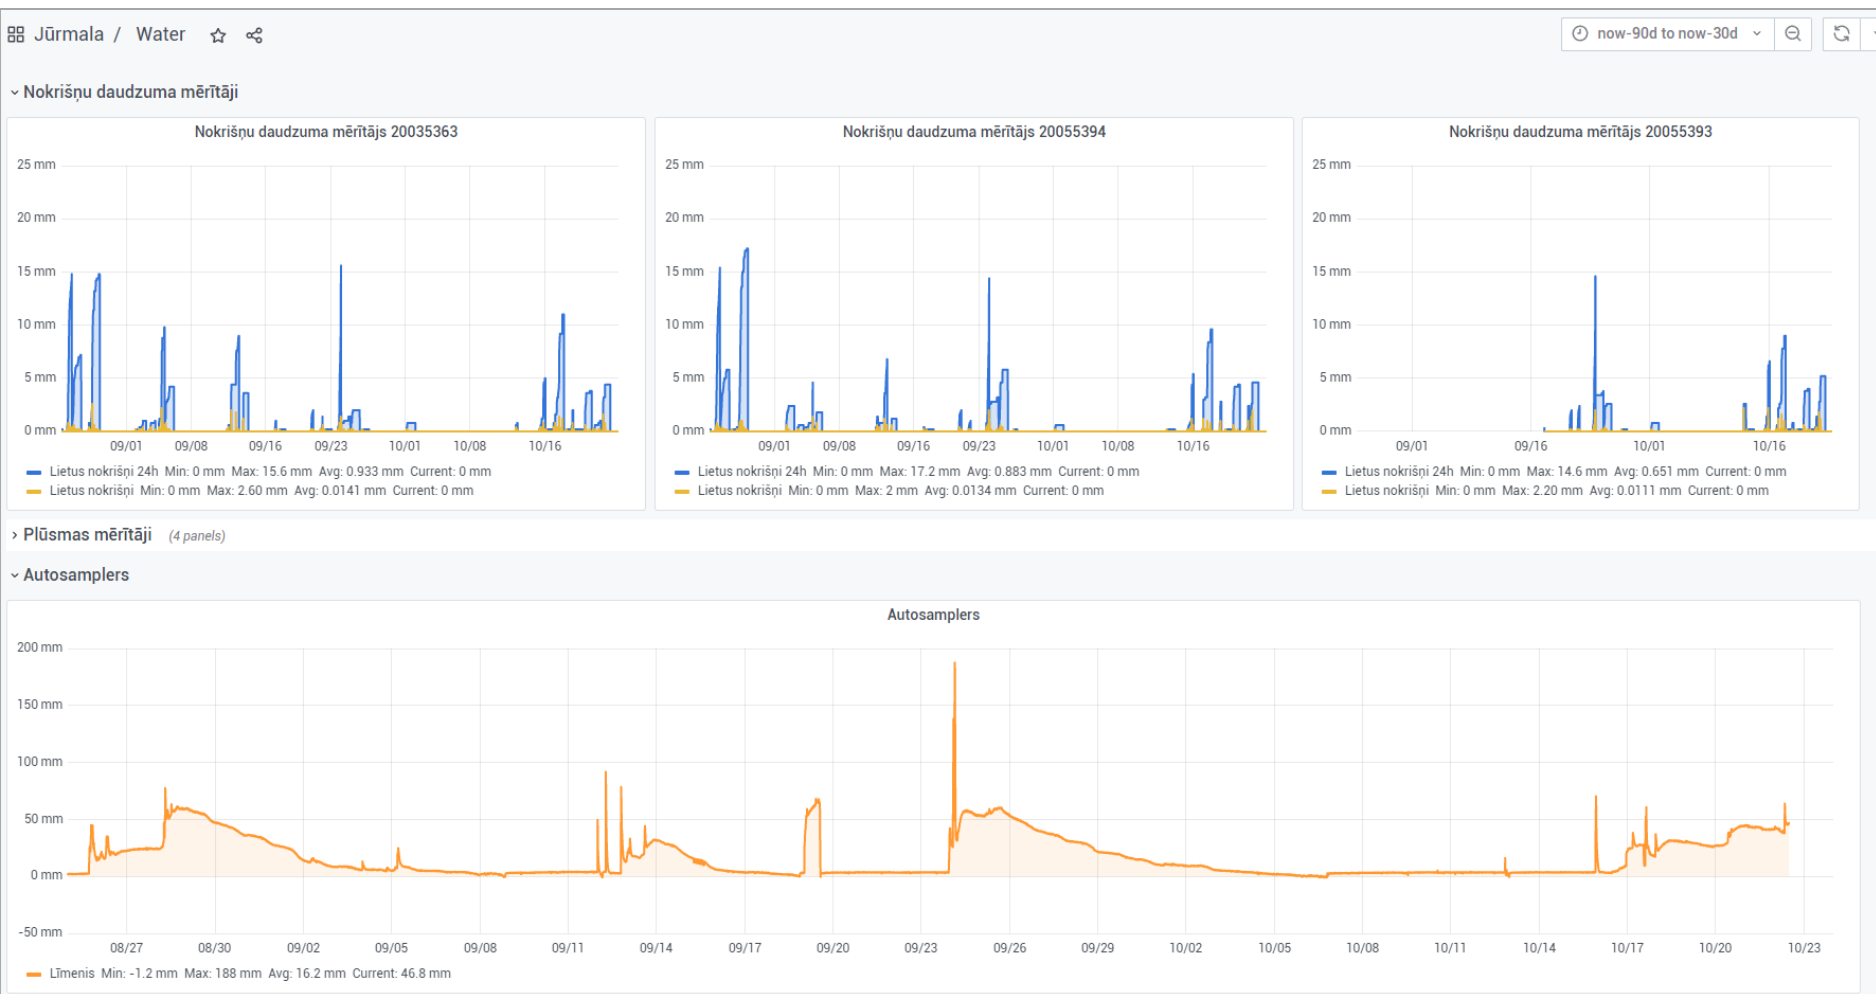 Jūrmala / Water
now-90d to now-30d
Nokrišņu daudzuma mērītāji
Nokrišņu daudzuma mērītājs 20035363
25 mm
20 mm
15 mm
10 mm
5 mm
0 mm
09/01 09/08 09/16 09/23 10/01 10/08 10/16
Lietus nokrišņi 24h Min: 0 mm Max: 15.6 mm Avg: 0.933 mm Current: 0 mm
Lietus nokrišņi Min: 0 mm Max: 2.60 mm Avg: 0.0141 mm Current: 0 mm
Nokrišņu daudzuma mērītājs 20055394
25 mm
20 mm
15 mm
10 mm
5 mm
0 mm
09/01 09/08 09/16 09/23 10/01 10/08 10/16
Lietus nokrišņi 24h Min: 0 mm Max: 17.2 mm Avg: 0.883 mm Current: 0 mm
Lietus nokrišņi Min: 0 mm Max: 2 mm Avg: 0.0134 mm Current: 0 mm
Nokrišņu daudzuma mērītājs 20055393
25 mm
20 mm
15 mm
10 mm
5 mm
0 mm
09/01 09/16 10/01 10/16
Lietus nokrišņi 24h Min: 0 mm Max: 14.6 mm Avg: 0.651 mm Current: 0 mm
Lietus nokrišņi Min: 0 mm Max: 2.20 mm Avg: 0.0111 mm Current: 0 mm
Plūsmas mērītāji (4 panels)
Autosamplers
Autosamplers
200 mm
150 mm
100 mm
50 mm
0 mm
-50 mm
08/27 08/30 09/02 09/05 09/08 09/11 09/14 09/17 09/20 09/23 09/26 09/29 10/02 10/05 10/08 10/11 10/14 10/17 10/20 10/23
Līmenis Min: -1.2 mm Max: 188 mm Avg: 16.2 mm Current: 46.8 mm